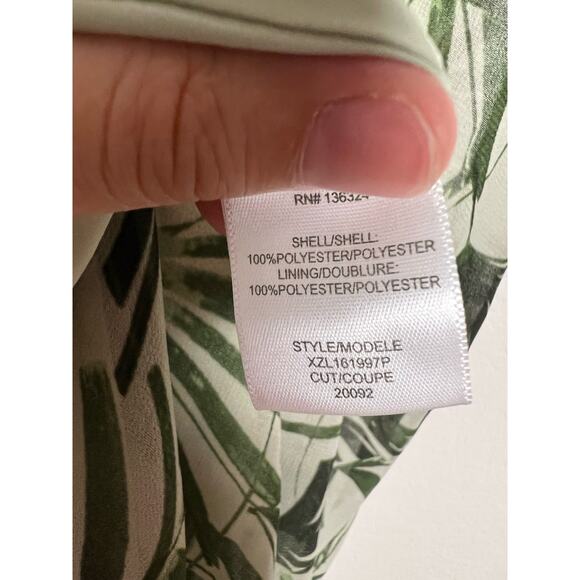 RN# 136324
SHELL/SHELL:
100%POLYESTER/POLYESTER
LINING/DOUBLURE:
100%POLYESTER/POLYESTER
STYLE/MODELE
XZL161997P
CUT/COUPE
20092